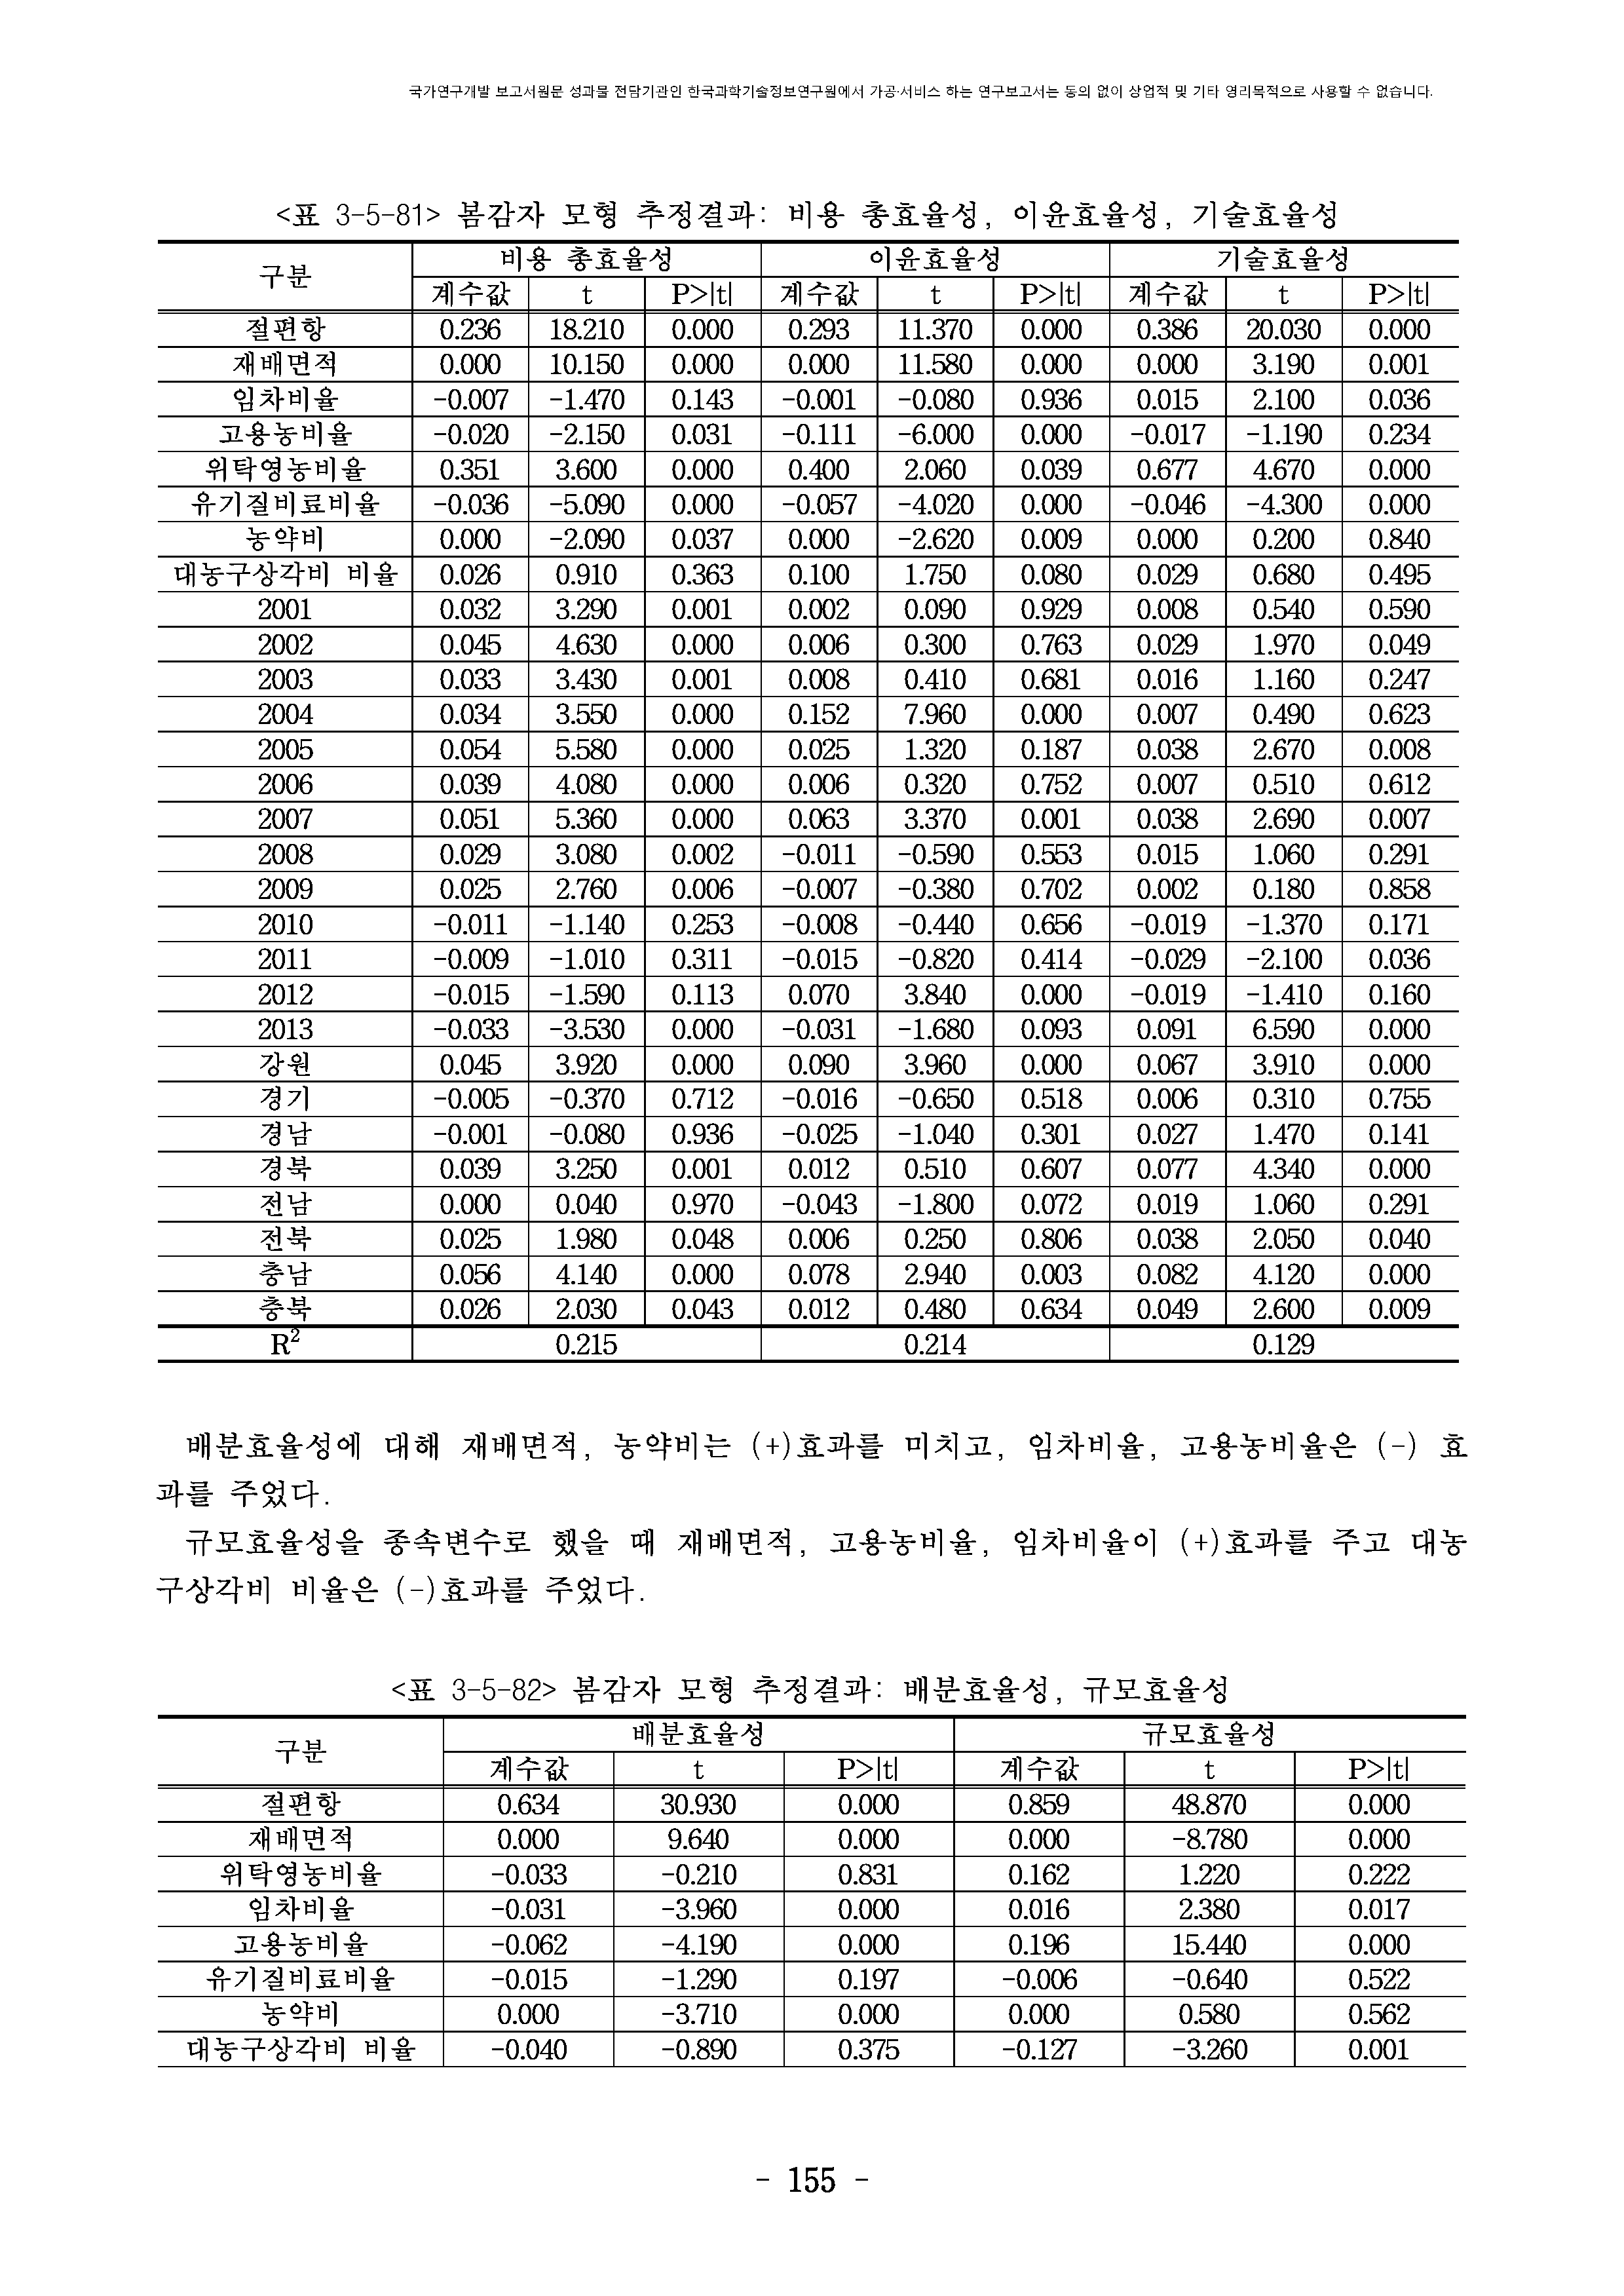 국가연구개발 보고서원문 성과물 전담기관인 한국과학기술정보연구원에서 가공·서비스 하는 연구보고서는 동의 없이 상업적 및 기타 영리목적으로 사용할 수 없습니다.
<표 3-5-81> 봄감자 모형 추정결과: 비용 총효율성, 이윤효율성, 기술효율성
구분 비용 총효율성 이윤효율성 기술효율성
계수값 t P>|t| 계수값 t P>|t| 계수값 t P>|t|
절편항 0.236 18.210 0.000 0.293 11.370 0.000 0.386 20.030 0.000
재배면적 0.000 10.150 0.000 0.000 11.580 0.000 0.000 3.190 0.001
임차비율 -0.007 -1.470 0.143 -0.001 -0.080 0.936 0.015 2.100 0.036
고용농비율 -0.020 -2.150 0.031 -0.111 -6.000 0.000 -0.017 -1.190 0.234
위탁영농비율 0.351 3.600 0.000 0.400 2.060 0.039 0.677 4.670 0.000
유기질비료비율 -0.036 -5.090 0.000 -0.057 -4.020 0.000 -0.046 -4.300 0.000
농약비 0.000 -2.090 0.037 0.000 -2.620 0.009 0.000 0.200 0.840
대농구상각비 비율 0.026 0.910 0.363 0.100 1.750 0.080 0.029 0.680 0.495
2001 0.032 3.290 0.001 0.002 0.090 0.929 0.008 0.540 0.590
2002 0.045 4.630 0.000 0.006 0.300 0.763 0.029 1.970 0.049
2003 0.033 3.430 0.001 0.008 0.410 0.681 0.016 1.160 0.247
2004 0.034 3.550 0.000 0.152 7.960 0.000 0.007 0.490 0.623
2005 0.054 5.580 0.000 0.025 1.320 0.187 0.038 2.670 0.008
2006 0.039 4.080 0.000 0.006 0.320 0.752 0.007 0.510 0.612
2007 0.051 5.360 0.000 0.063 3.370 0.001 0.038 2.690 0.007
2008 0.029 3.080 0.002 -0.011 -0.590 0.553 0.015 1.060 0.291
2009 0.025 2.760 0.006 -0.007 -0.380 0.702 0.002 0.180 0.858
2010 -0.011 -1.140 0.253 -0.008 -0.440 0.656 -0.019 -1.370 0.171
2011 -0.009 -1.010 0.311 -0.015 -0.820 0.414 -0.029 -2.100 0.036
2012 -0.015 -1.590 0.113 0.070 3.840 0.000 -0.019 -1.410 0.160
2013 -0.033 -3.530 0.000 -0.031 -1.680 0.093 0.091 6.590 0.000
강원 0.045 3.920 0.000 0.090 3.960 0.000 0.067 3.910 0.000
경기 -0.005 -0.370 0.712 -0.016 -0.650 0.518 0.006 0.310 0.755
경남 -0.001 -0.080 0.936 -0.025 -1.040 0.301 0.027 1.470 0.141
경북 0.039 3.250 0.001 0.012 0.510 0.607 0.077 4.340 0.000
전남 0.000 0.040 0.970 -0.043 -1.800 0.072 0.019 1.060 0.291
전북 0.025 1.980 0.048 0.006 0.250 0.806 0.038 2.050 0.040
충남 0.056 4.140 0.000 0.078 2.940 0.003 0.082 4.120 0.000
충북 0.026 2.030 0.043 0.012 0.480 0.634 0.049 2.600 0.009
R² 0.215 0.214 0.129
배분효율성에 대해 재배면적, 농약비는 (+)효과를 미치고, 임차비율, 고용농비율은 (-) 효
과를 주었다.
규모효율성을 종속변수로 했을 때 재배면적, 고용농비율, 임차비율이 (+)효과를 주고 대농
구상각비 비율은 (-)효과를 주었다.
<표 3-5-82> 봄감자 모형 추정결과: 배분효율성, 규모효율성
구분 배분효율성 규모효율성
계수값 t P>|t| 계수값 t P>|t|
절편항 0.634 30.930 0.000 0.859 48.870 0.000
재배면적 0.000 9.640 0.000 0.000 -8.780 0.000
위탁영농비율 -0.033 -0.210 0.831 0.162 1.220 0.222
임차비율 -0.031 -3.960 0.000 0.016 2.380 0.017
고용농비율 -0.062 -4.190 0.000 0.196 15.440 0.000
유기질비료비율 -0.015 -1.290 0.197 -0.006 -0.640 0.522
농약비 0.000 -3.710 0.000 0.000 0.580 0.562
대농구상각비 비율 -0.040 -0.890 0.375 -0.127 -3.260 0.001
- 155 -